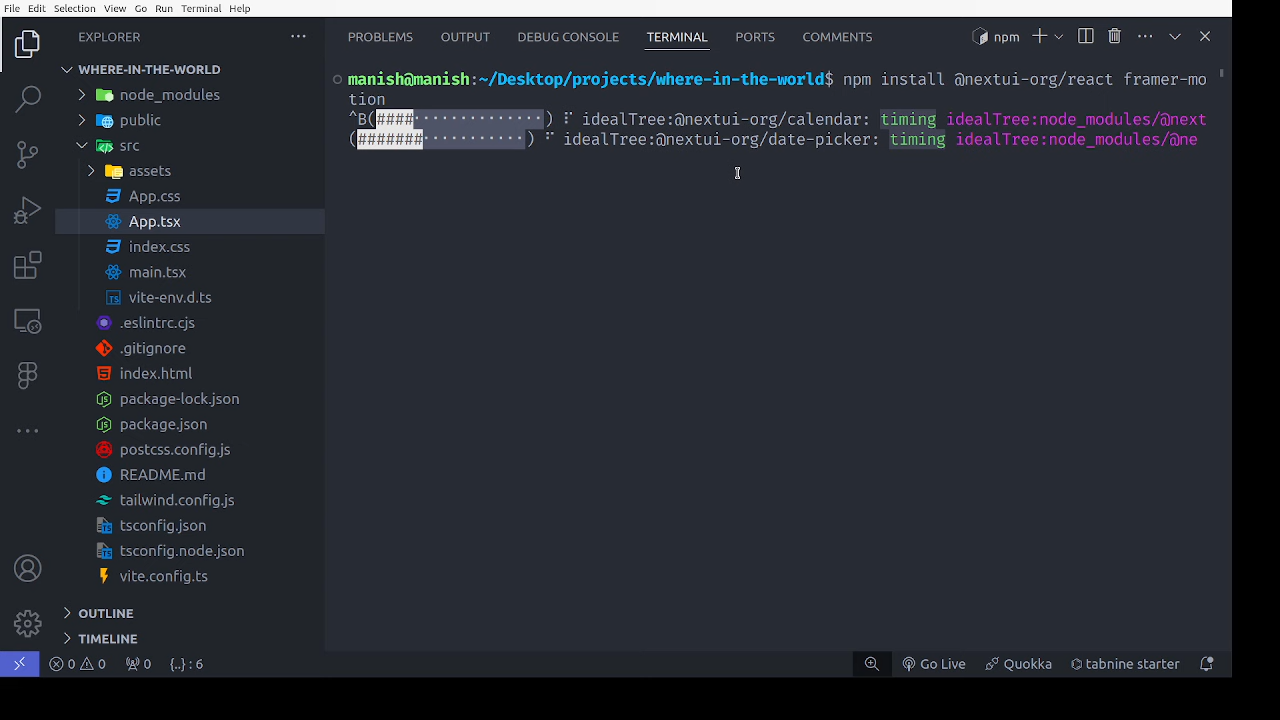 File Edit Selection View Go Run Terminal Help
EXPLORER
PROBLEMS OUTPUT DEBUG CONSOLE TERMINAL PORTS COMMENTS
npm
WHERE-IN-THE-WORLD
node_modules
public
src
assets
App.css
App.tsx
index.css
main.tsx
TS vite-env.d.ts
.eslintrc.cjs
.gitignore
index.html
package-lock.json
package.json
postcss.config.js
README.md
tailwind.config.js
tsconfig.json
tsconfig.node.json
vite.config.ts
OUTLINE
TIMELINE
manish@manish:~/Desktop/projects/where-in-the-world$ npm install @nextui-org/react framer-mo
tion
^B(####··············) ⠏ idealTree:@nextui-org/calendar: timing idealTree:node_modules/@next
(#######···········) ⠋ idealTree:@nextui-org/date-picker: timing idealTree:node_modules/@ne
0 0 0 {..} : 6 Go Live Quokka tabnine starter